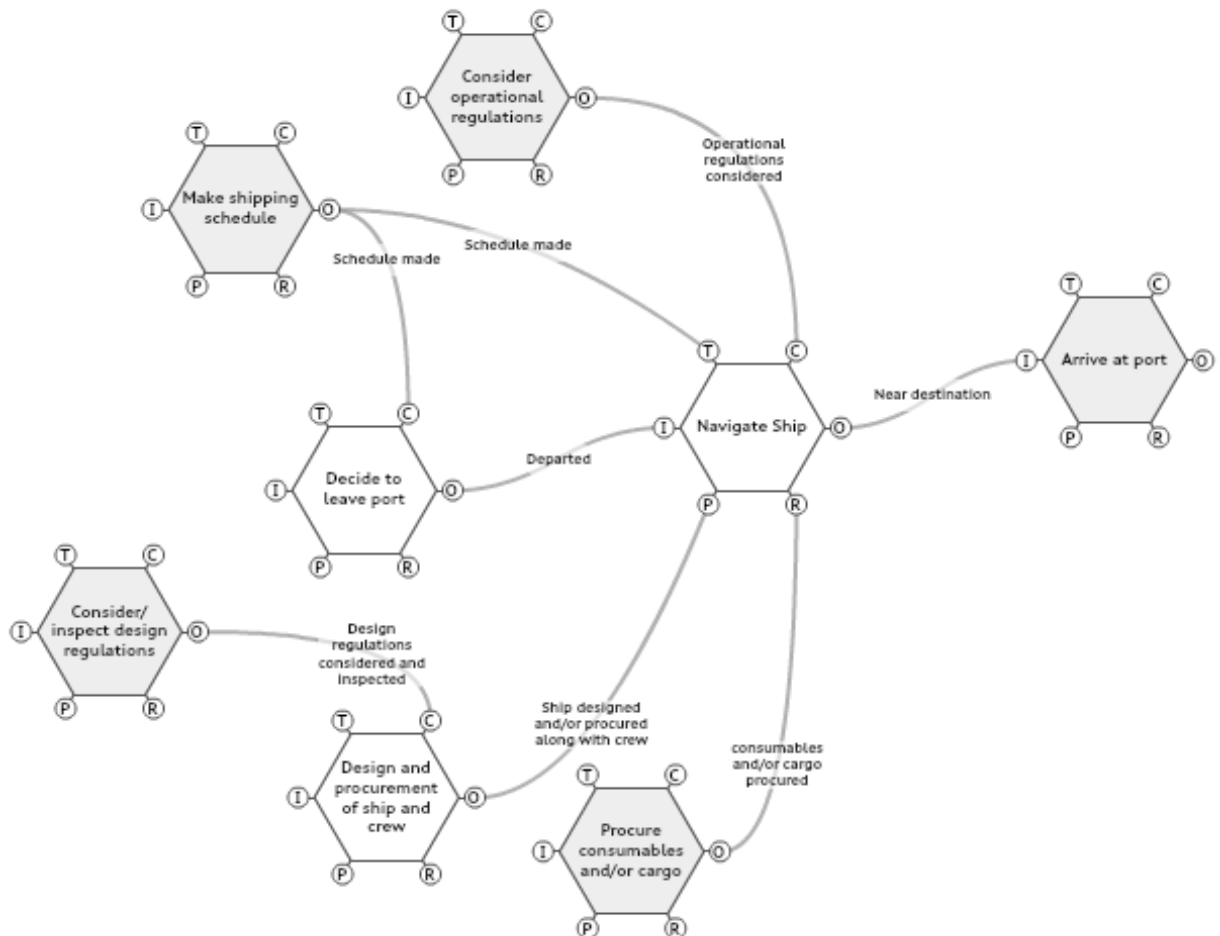 T
C
Consider
operational
regulations
I
O
P
R
Operational
regulations
considered
T
C
Make shipping
schedule
I
O
P
R
Schedule made
Schedule made
T
C
Arrive at port
I
O
P
R
Near destination
T
C
Navigate Ship
I
O
P
R
T
C
Decide to
leave port
I
O
P
R
Departed
T
C
Consider/
inspect design
regulations
I
O
P
R
Design
regulations
considered and
inspected
T
C
Design and
procurement
of ship and
crew
I
O
P
R
Ship designed
and/or procured
along with crew
consumables
and/or cargo
procured
T
C
Procure
consumables
and/or cargo
I
O
P
R